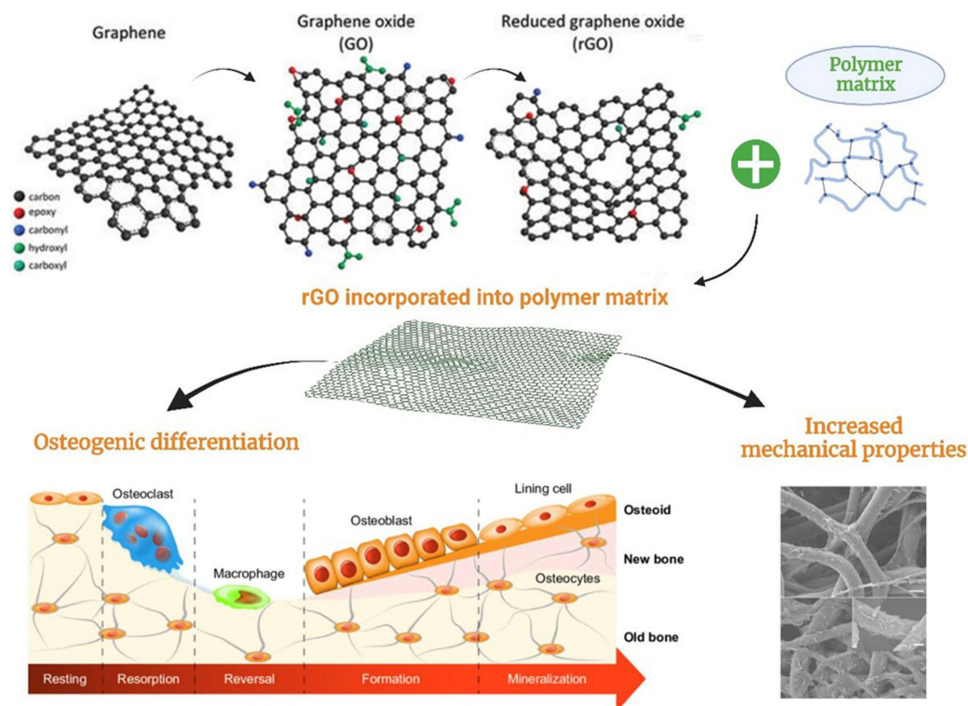 Graphene
Graphene oxide
(GO)
Reduced graphene oxide
(rGO)
Polymer
matrix
carbon
epoxy
carbonyl
hydroxyl
carboxyl
rGO incorporated into polymer matrix
Osteogenic differentiation
Increased
mechanical properties
Osteoclast
Macrophage
Osteoblast
Lining cell
Osteoid
New bone
Osteocytes
Old bone
Resting
Resorption
Reversal
Formation
Mineralization